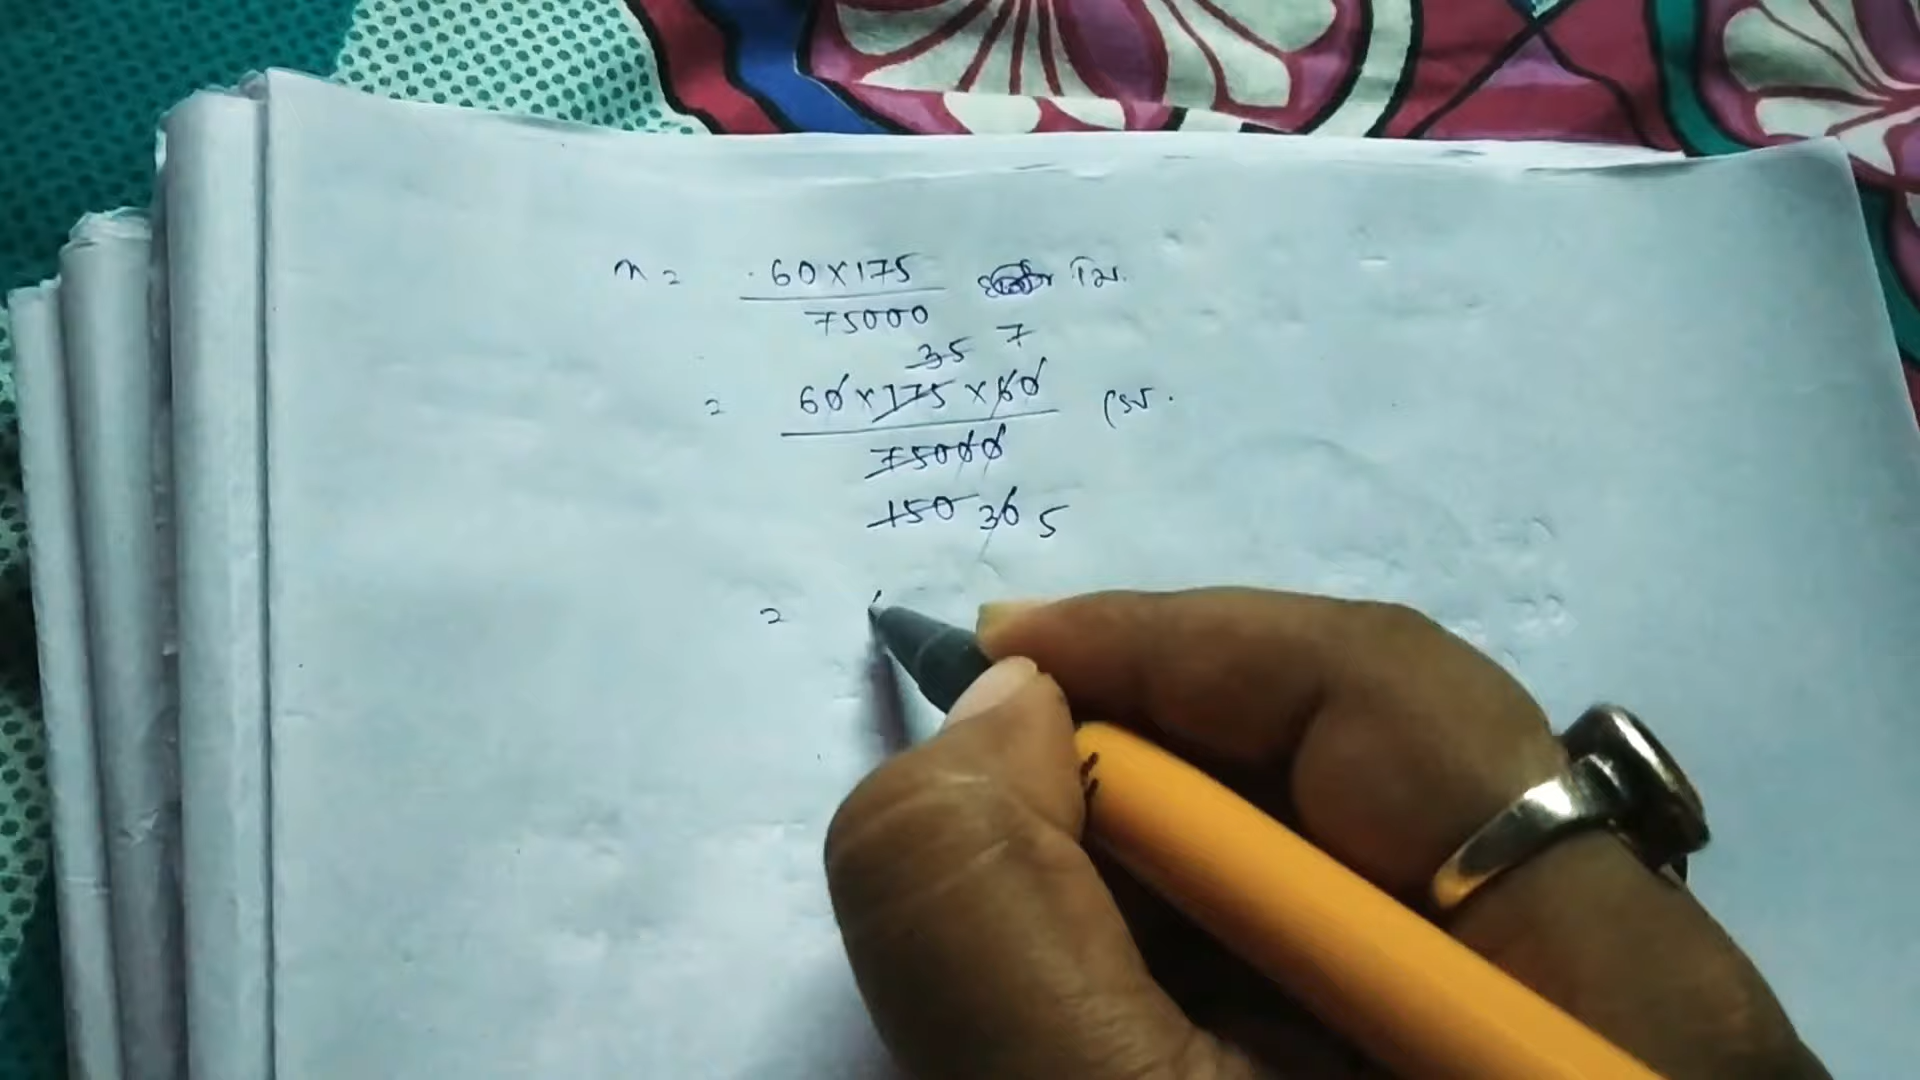 x = 60×175 মি.
75000
35 7
= 60×175×60 সে.
75000
150 30 5
=